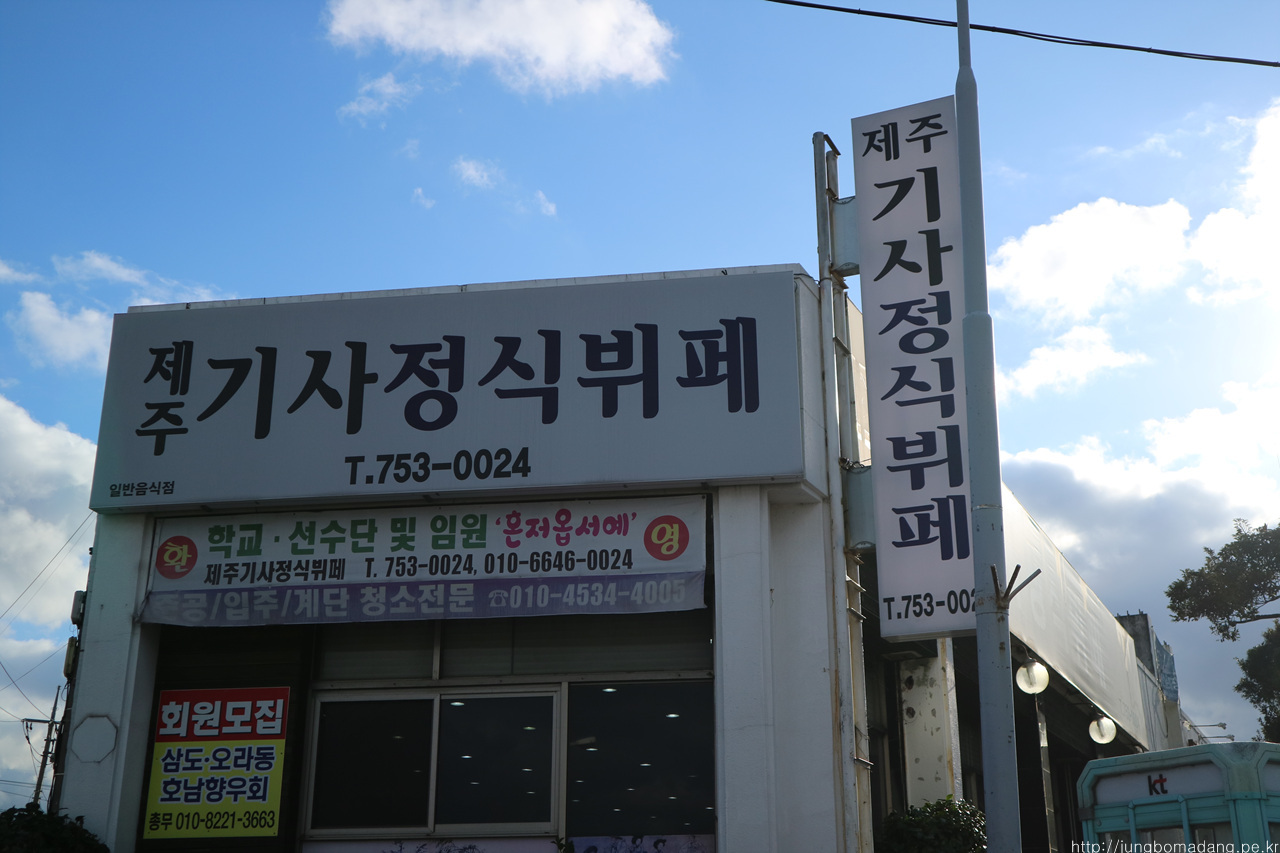 제주
기사정식뷔페
T.753-0024
일반음식점
환 학교·선수단 및 임원 '혼저옵서예' 영
제주기사정식뷔페 T. 753-0024, 010-6646-0024
/입주/계단 청소전문 ☎010-4534-4005
회원모집
삼도·오라동
호남향우회
총무 010-8221-3663
제주
기사정식뷔페
T.753-002
kt
http://jungbomadang.pe.kr